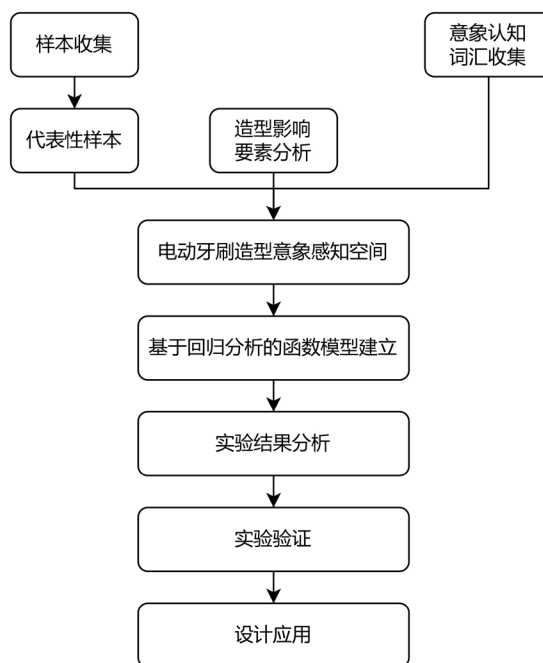 样本收集
意象认知
词汇收集
代表性样本
造型影响
要素分析
电动牙刷造型意象感知空间
基于回归分析的函数模型建立
实验结果分析
实验验证
设计应用